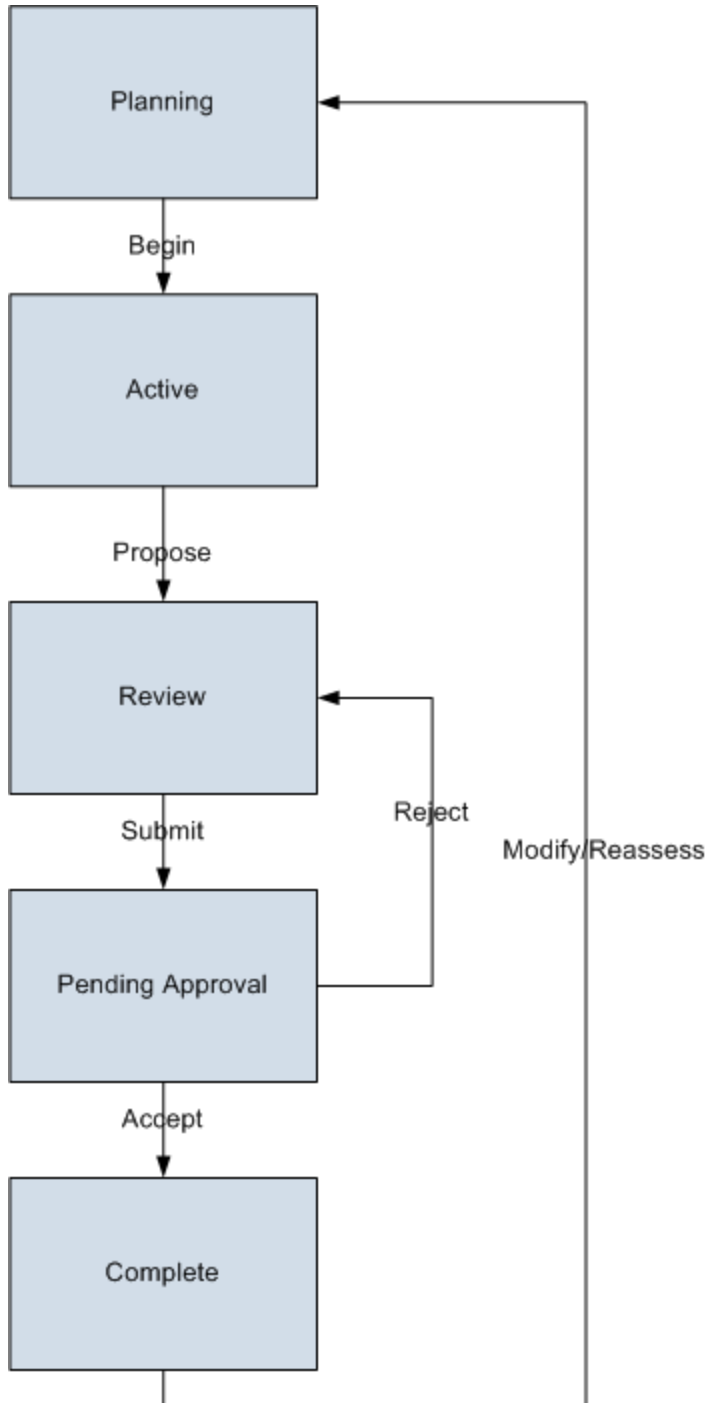 Planning
Begin
Active
Propose
Review
Reject
Submit
Modify/Reassess
Pending Approval
Accept
Complete